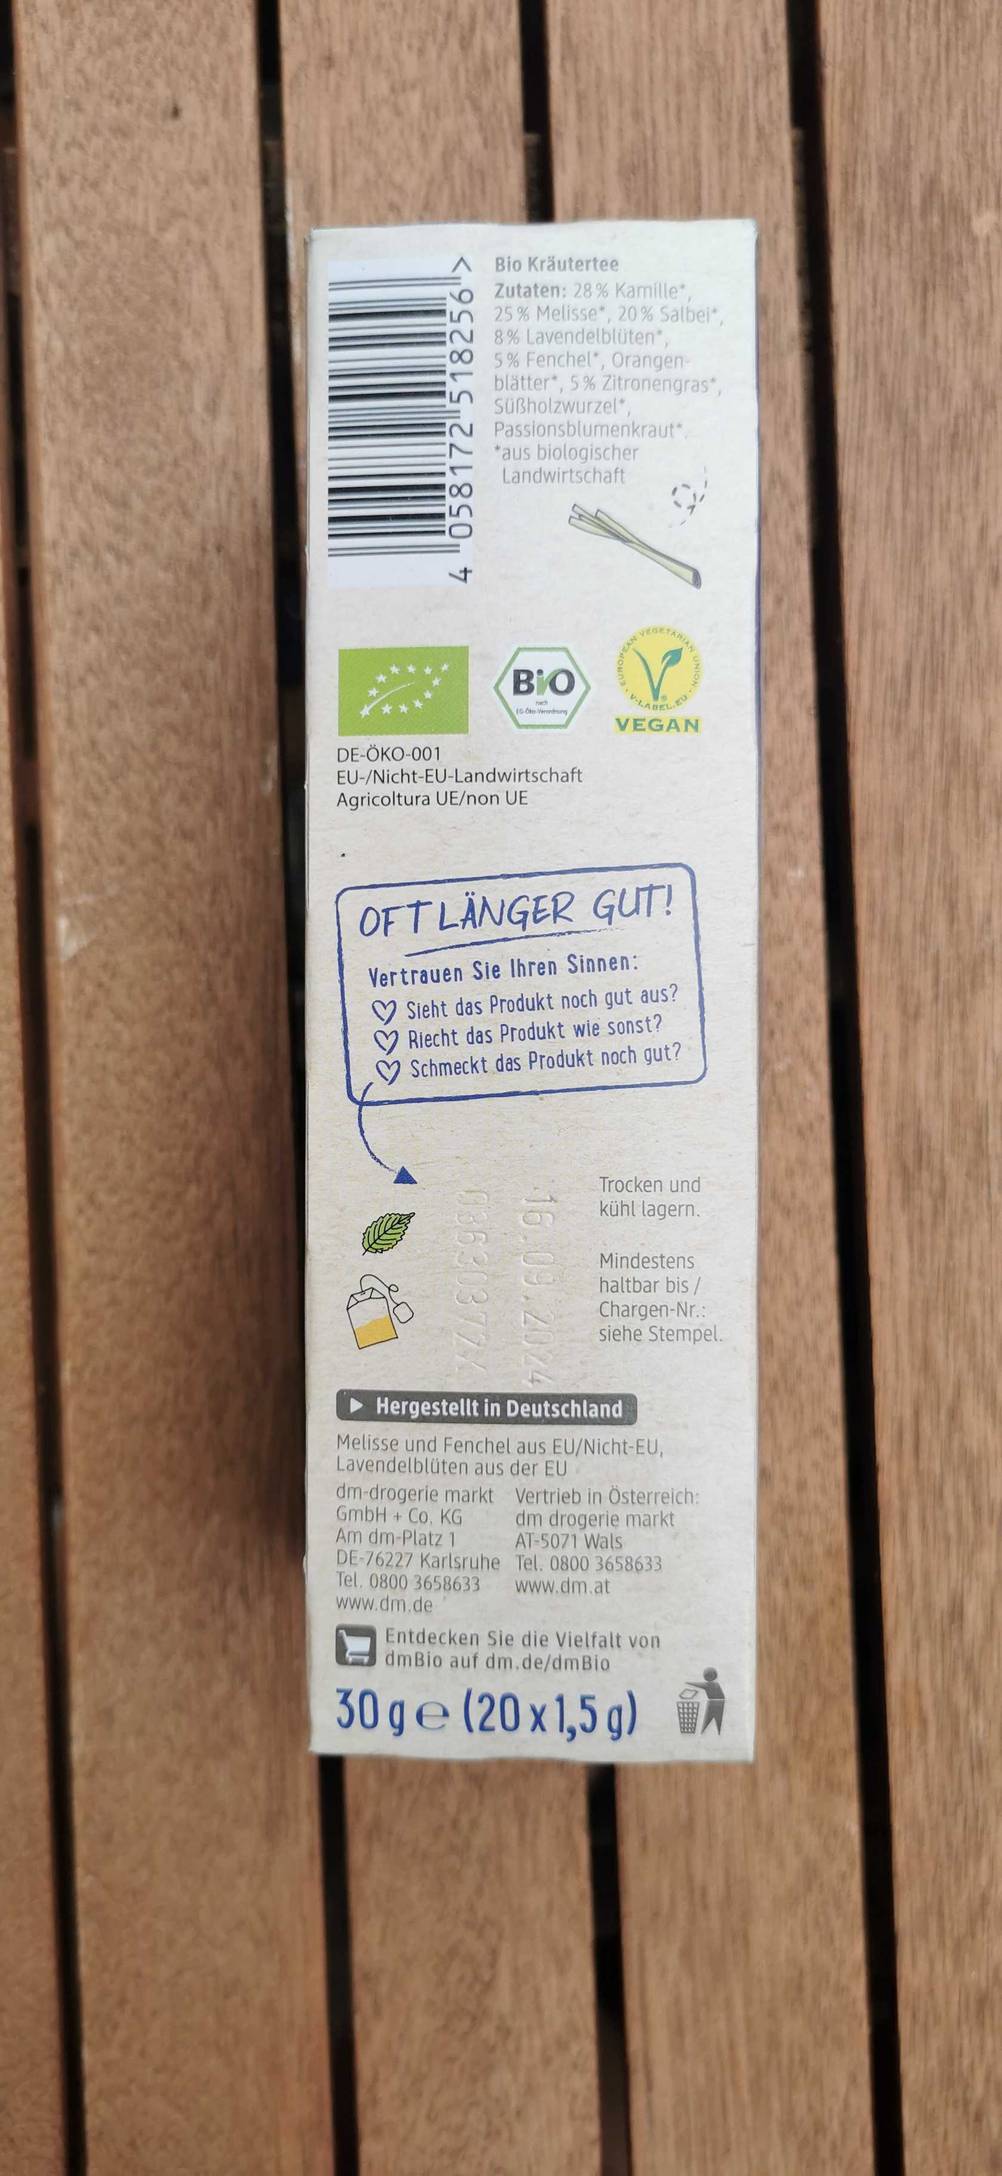 4 058172 518256 >
Bio Kräutertee
Zutaten: 28 % Kamille*,
25 % Melisse*, 20 % Salbei*,
8 % Lavendelblüten*,
5 % Fenchel*, Orangen-
blätter*, 5 % Zitronengras*,
Süßholzwurzel*,
Passionsblumenkraut*.
*aus biologischer
Landwirtschaft
Bio
nach
EG-Öko-Verordnung
EUROPEAN VEGETARIAN UNION
V-LABEL.EU
VEGAN
DE-ÖKO-001
EU-/Nicht-EU-Landwirtschaft
Agricoltura UE/non UE
OFT LÄNGER GUT!
Vertrauen Sie Ihren Sinnen:
Sieht das Produkt noch gut aus?
Riecht das Produkt wie sonst?
Schmeckt das Produkt noch gut?
16.09.2024
Trocken und
kühl lagern.
Mindestens
haltbar bis /
Chargen-Nr.:
siehe Stempel.
Hergestellt in Deutschland
Melisse und Fenchel aus EU/Nicht-EU,
Lavendelblüten aus der EU
dm-drogerie markt
GmbH + Co. KG
Am dm-Platz 1
DE-76227 Karlsruhe
Tel. 0800 3658633
www.dm.de
Vertrieb in Österreich:
dm drogerie markt
AT-5071 Wals
Tel. 0800 3658633
www.dm.at
Entdecken Sie die Vielfalt von
dmBio auf dm.de/dmBio
30 g ℮ (20 x 1,5 g)